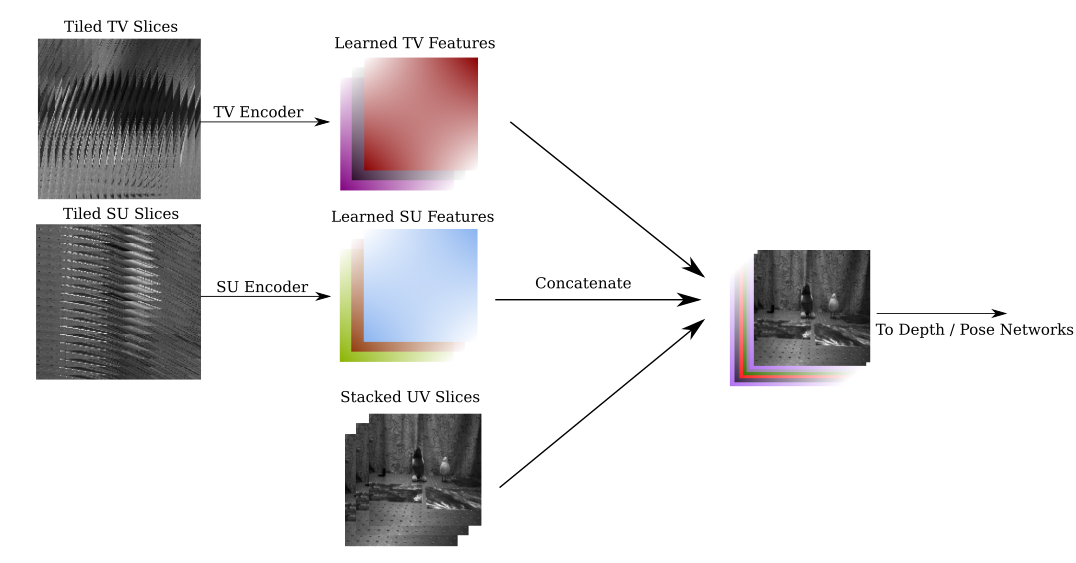 Tiled TV Slices
TV Encoder
Learned TV Features
Tiled SU Slices
SU Encoder
Learned SU Features
Stacked UV Slices
Concatenate
To Depth / Pose Networks